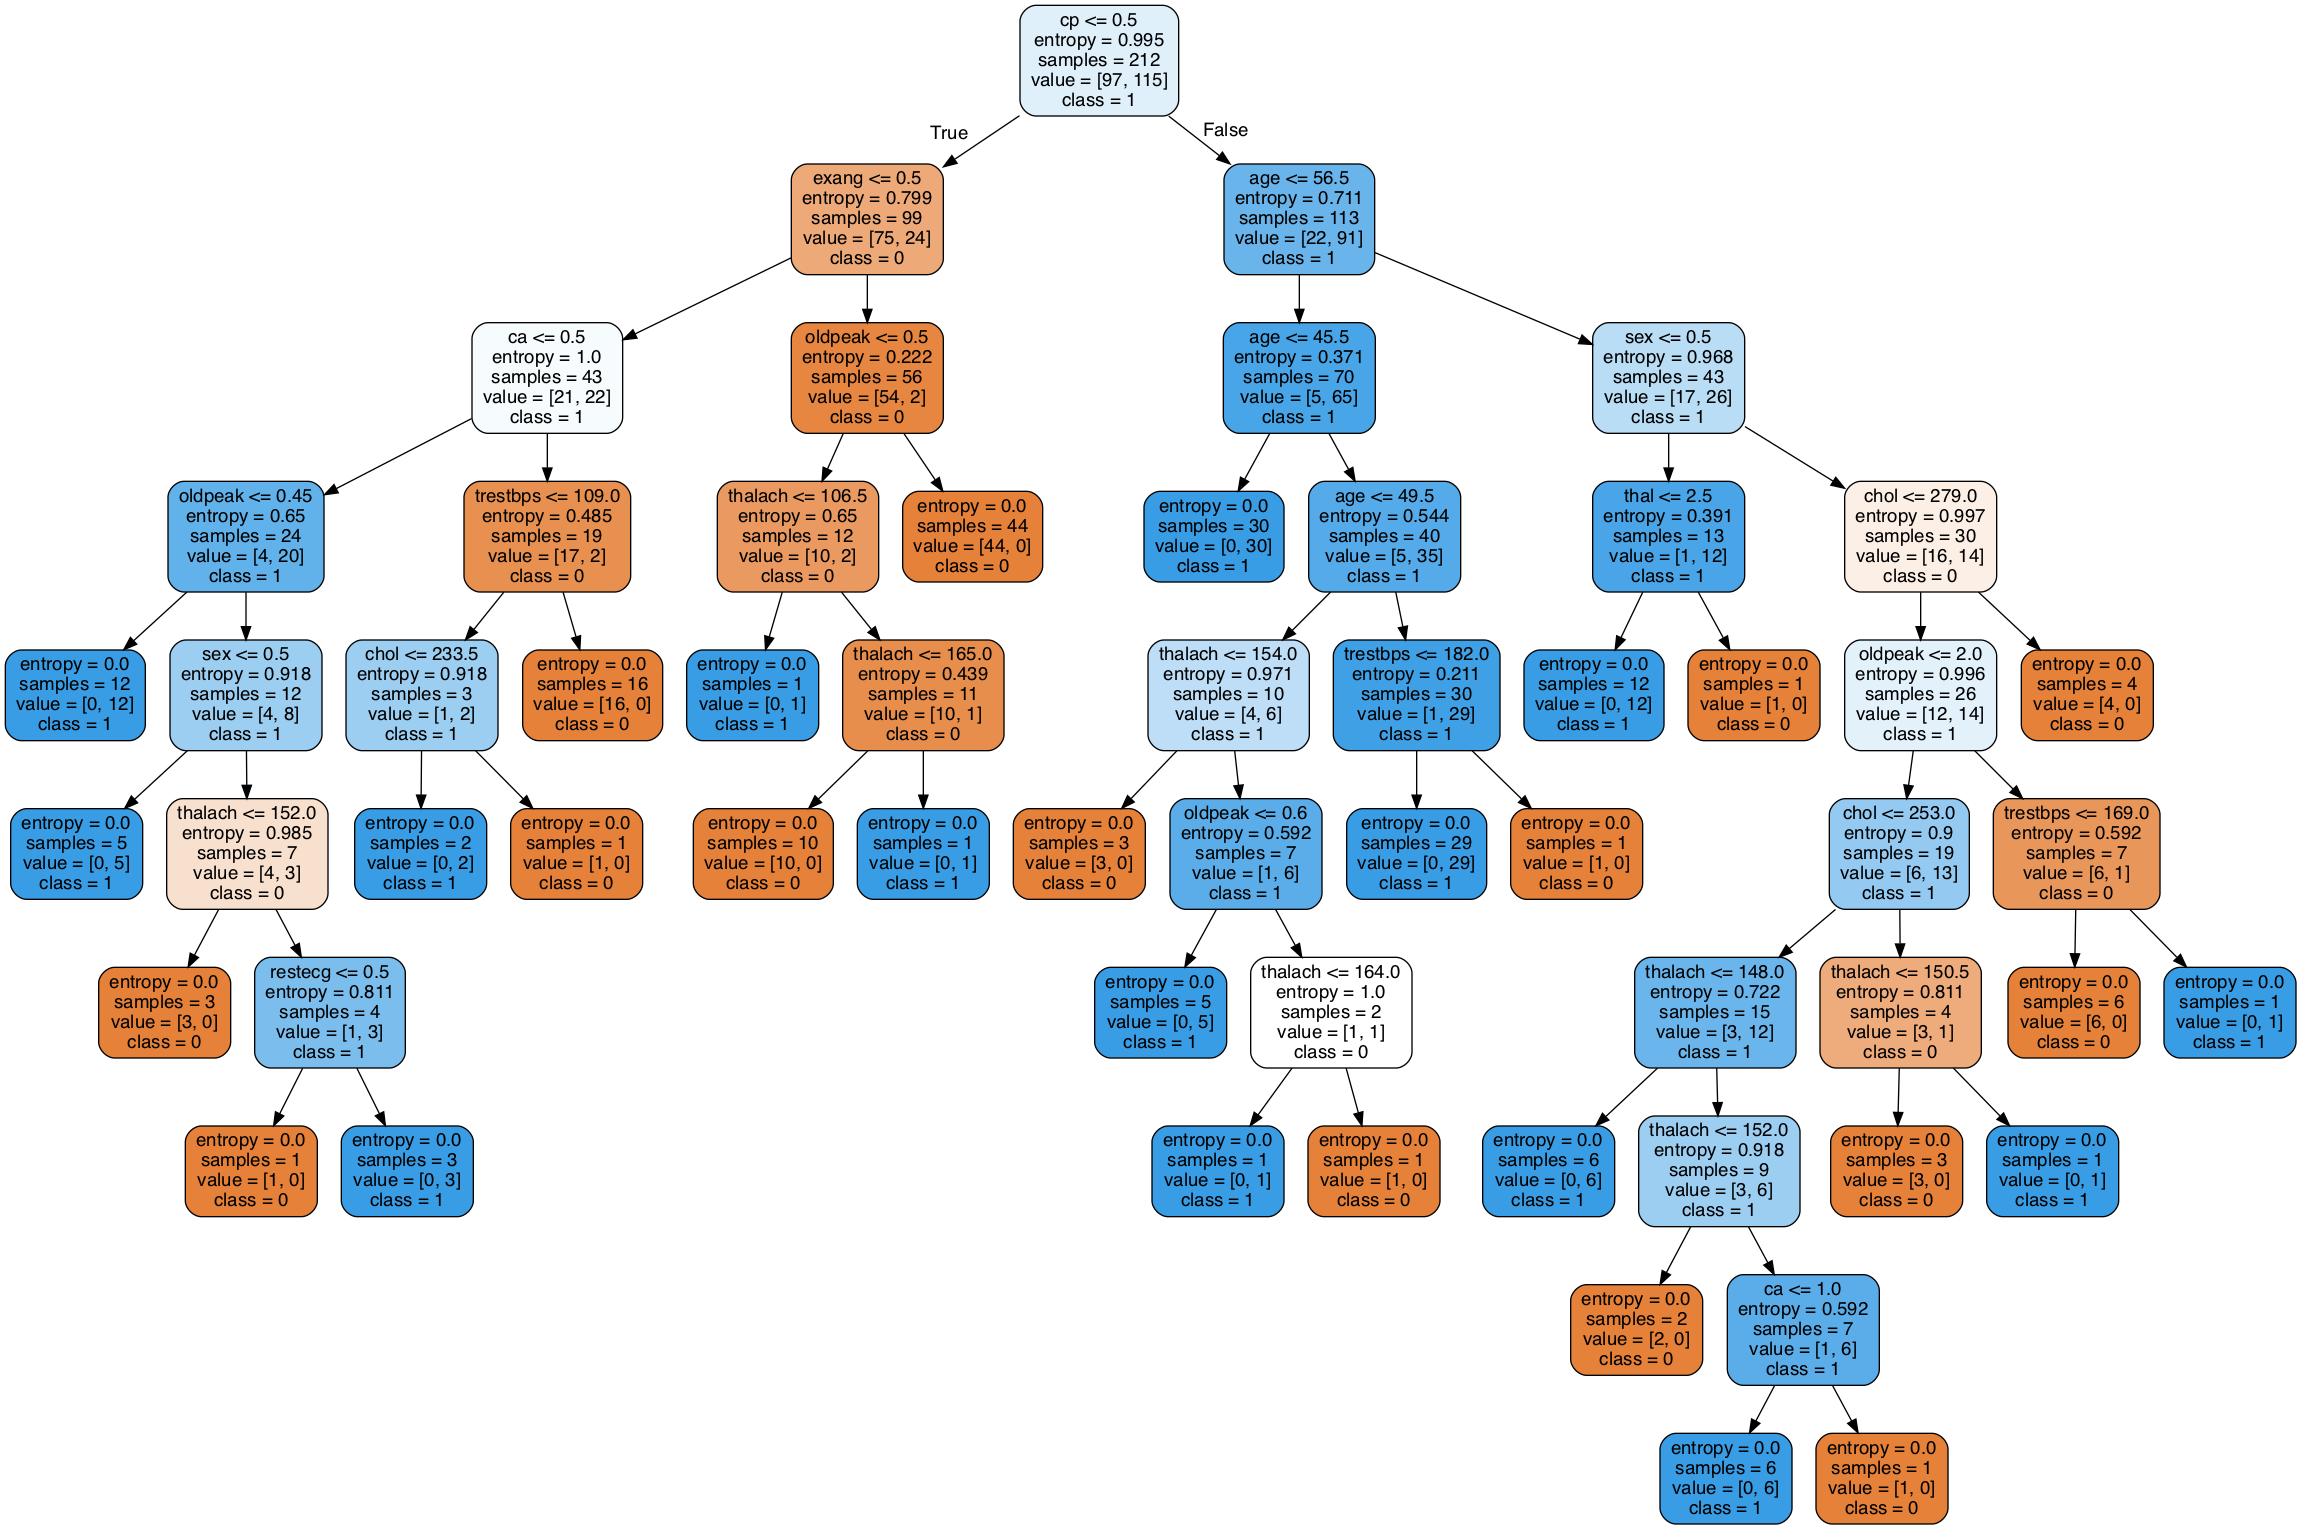 cp <= 0.5
entropy = 0.995
samples = 212
value = [97, 115]
class = 1
True
False
exang <= 0.5
entropy = 0.799
samples = 99
value = [75, 24]
class = 0
age <= 56.5
entropy = 0.711
samples = 113
value = [22, 91]
class = 1
ca <= 0.5
entropy = 1.0
samples = 43
value = [21, 22]
class = 1
oldpeak <= 0.5
entropy = 0.222
samples = 56
value = [54, 2]
class = 0
age <= 45.5
entropy = 0.371
samples = 70
value = [5, 65]
class = 1
sex <= 0.5
entropy = 0.968
samples = 43
value = [17, 26]
class = 1
oldpeak <= 0.45
entropy = 0.65
samples = 24
value = [4, 20]
class = 1
trestbps <= 109.0
entropy = 0.485
samples = 19
value = [17, 2]
class = 0
thalach <= 106.5
entropy = 0.65
samples = 12
value = [10, 2]
class = 0
entropy = 0.0
samples = 44
value = [44, 0]
class = 0
entropy = 0.0
samples = 30
value = [0, 30]
class = 1
age <= 49.5
entropy = 0.544
samples = 40
value = [5, 35]
class = 1
thal <= 2.5
entropy = 0.391
samples = 13
value = [1, 12]
class = 1
chol <= 279.0
entropy = 0.997
samples = 30
value = [16, 14]
class = 0
entropy = 0.0
samples = 12
value = [0, 12]
class = 1
sex <= 0.5
entropy = 0.918
samples = 12
value = [4, 8]
class = 1
chol <= 233.5
entropy = 0.918
samples = 3
value = [1, 2]
class = 1
entropy = 0.0
samples = 16
value = [16, 0]
class = 0
entropy = 0.0
samples = 1
value = [0, 1]
class = 1
thalach <= 165.0
entropy = 0.439
samples = 11
value = [10, 1]
class = 0
thalach <= 154.0
entropy = 0.971
samples = 10
value = [4, 6]
class = 1
trestbps <= 182.0
entropy = 0.211
samples = 30
value = [1, 29]
class = 1
entropy = 0.0
samples = 12
value = [0, 12]
class = 1
entropy = 0.0
samples = 1
value = [1, 0]
class = 0
oldpeak <= 2.0
entropy = 0.996
samples = 26
value = [12, 14]
class = 1
entropy = 0.0
samples = 4
value = [4, 0]
class = 0
entropy = 0.0
samples = 5
value = [0, 5]
class = 1
thalach <= 152.0
entropy = 0.985
samples = 7
value = [4, 3]
class = 0
entropy = 0.0
samples = 2
value = [0, 2]
class = 1
entropy = 0.0
samples = 1
value = [1, 0]
class = 0
entropy = 0.0
samples = 10
value = [10, 0]
class = 0
entropy = 0.0
samples = 1
value = [0, 1]
class = 1
entropy = 0.0
samples = 3
value = [3, 0]
class = 0
oldpeak <= 0.6
entropy = 0.592
samples = 7
value = [1, 6]
class = 1
entropy = 0.0
samples = 29
value = [0, 29]
class = 1
entropy = 0.0
samples = 1
value = [1, 0]
class = 0
chol <= 253.0
entropy = 0.9
samples = 19
value = [6, 13]
class = 1
trestbps <= 169.0
entropy = 0.592
samples = 7
value = [6, 1]
class = 0
entropy = 0.0
samples = 3
value = [3, 0]
class = 0
restecg <= 0.5
entropy = 0.811
samples = 4
value = [1, 3]
class = 1
entropy = 0.0
samples = 5
value = [0, 5]
class = 1
thalach <= 164.0
entropy = 1.0
samples = 2
value = [1, 1]
class = 0
thalach <= 148.0
entropy = 0.722
samples = 15
value = [3, 12]
class = 1
thalach <= 150.5
entropy = 0.811
samples = 4
value = [3, 1]
class = 0
entropy = 0.0
samples = 6
value = [6, 0]
class = 0
entropy = 0.0
samples = 1
value = [0, 1]
class = 1
entropy = 0.0
samples = 1
value = [1, 0]
class = 0
entropy = 0.0
samples = 3
value = [0, 3]
class = 1
entropy = 0.0
samples = 1
value = [0, 1]
class = 1
entropy = 0.0
samples = 1
value = [1, 0]
class = 0
entropy = 0.0
samples = 6
value = [0, 6]
class = 1
thalach <= 152.0
entropy = 0.918
samples = 9
value = [3, 6]
class = 1
entropy = 0.0
samples = 3
value = [3, 0]
class = 0
entropy = 0.0
samples = 1
value = [0, 1]
class = 1
entropy = 0.0
samples = 2
value = [2, 0]
class = 0
ca <= 1.0
entropy = 0.592
samples = 7
value = [1, 6]
class = 1
entropy = 0.0
samples = 6
value = [0, 6]
class = 1
entropy = 0.0
samples = 1
value = [1, 0]
class = 0